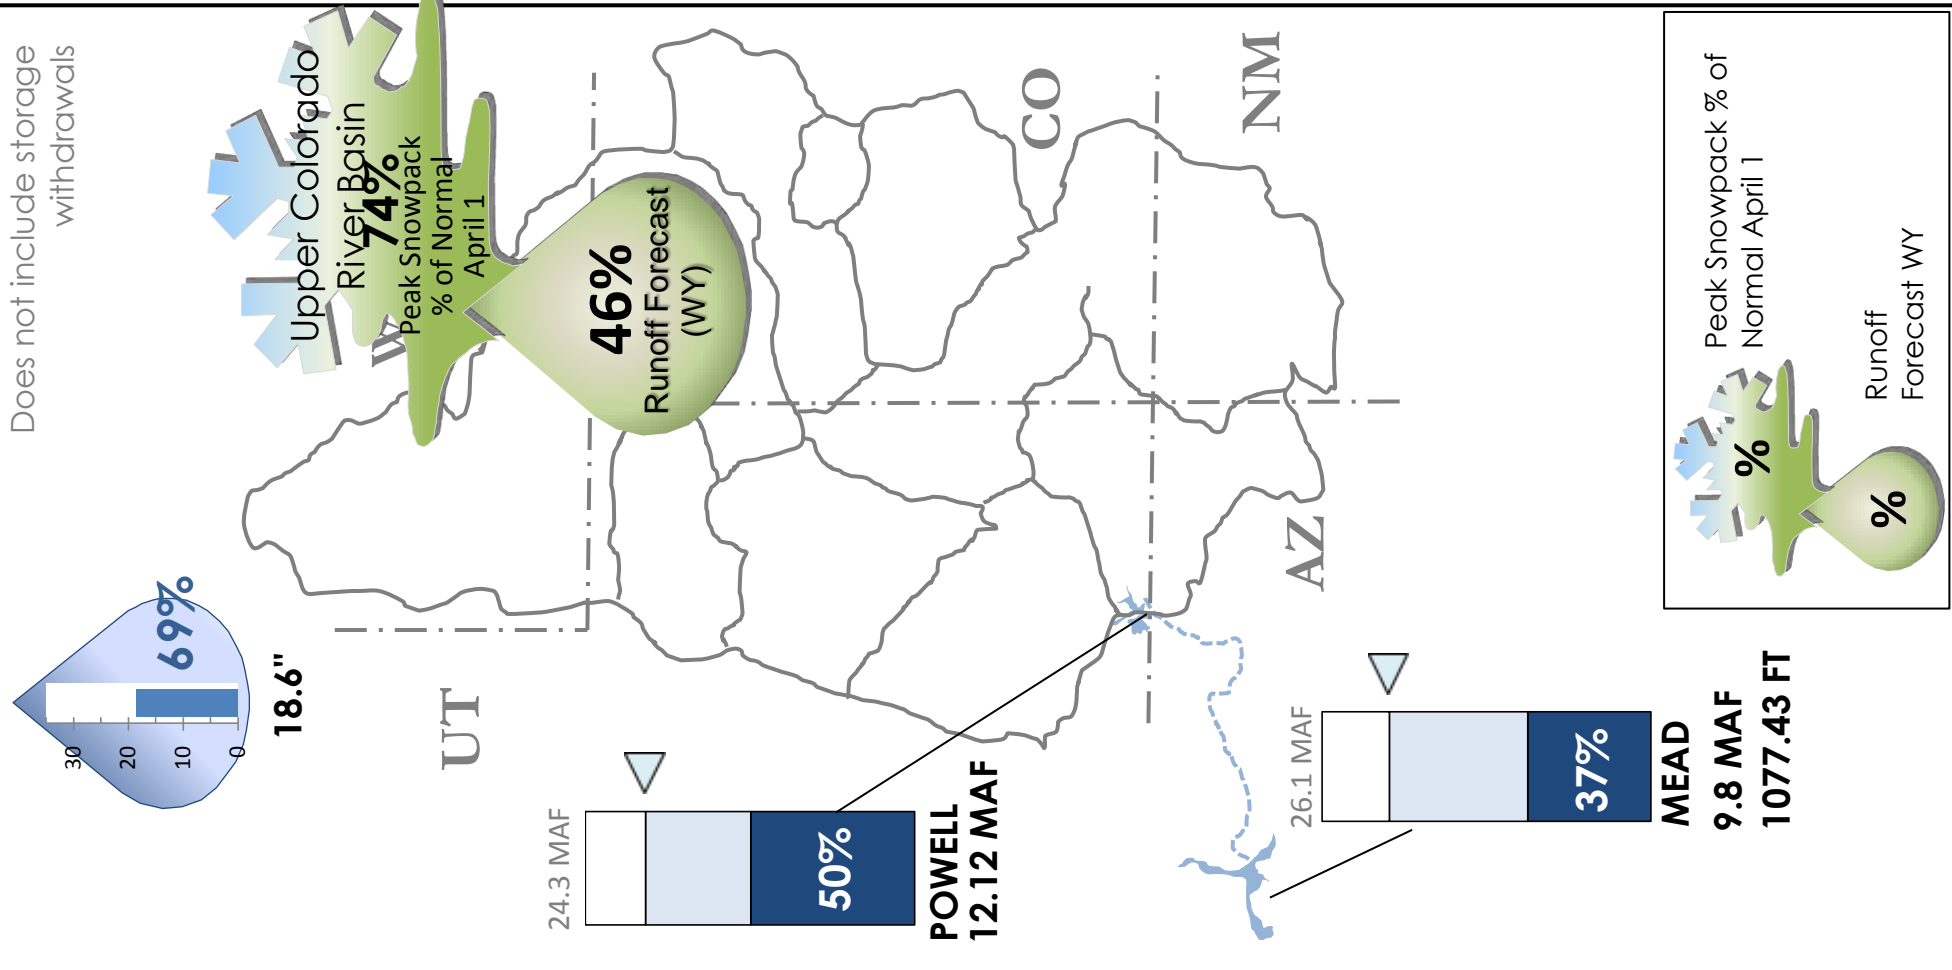 Does not include storage
withdrawals
Upper Colorado
River Basin
74%
Peak Snowpack
% of Normal
April 1
46%
Runoff Forecast
(WY)
30
20
10
0
69%
18.6"
UT
CO
NM
AZ
24.3 MAF
50%
POWELL
12.12 MAF
26.1 MAF
37%
MEAD
9.8 MAF
1077.43 FT
%
Peak Snowpack % of
Normal April 1
%
Runoff
Forecast WY